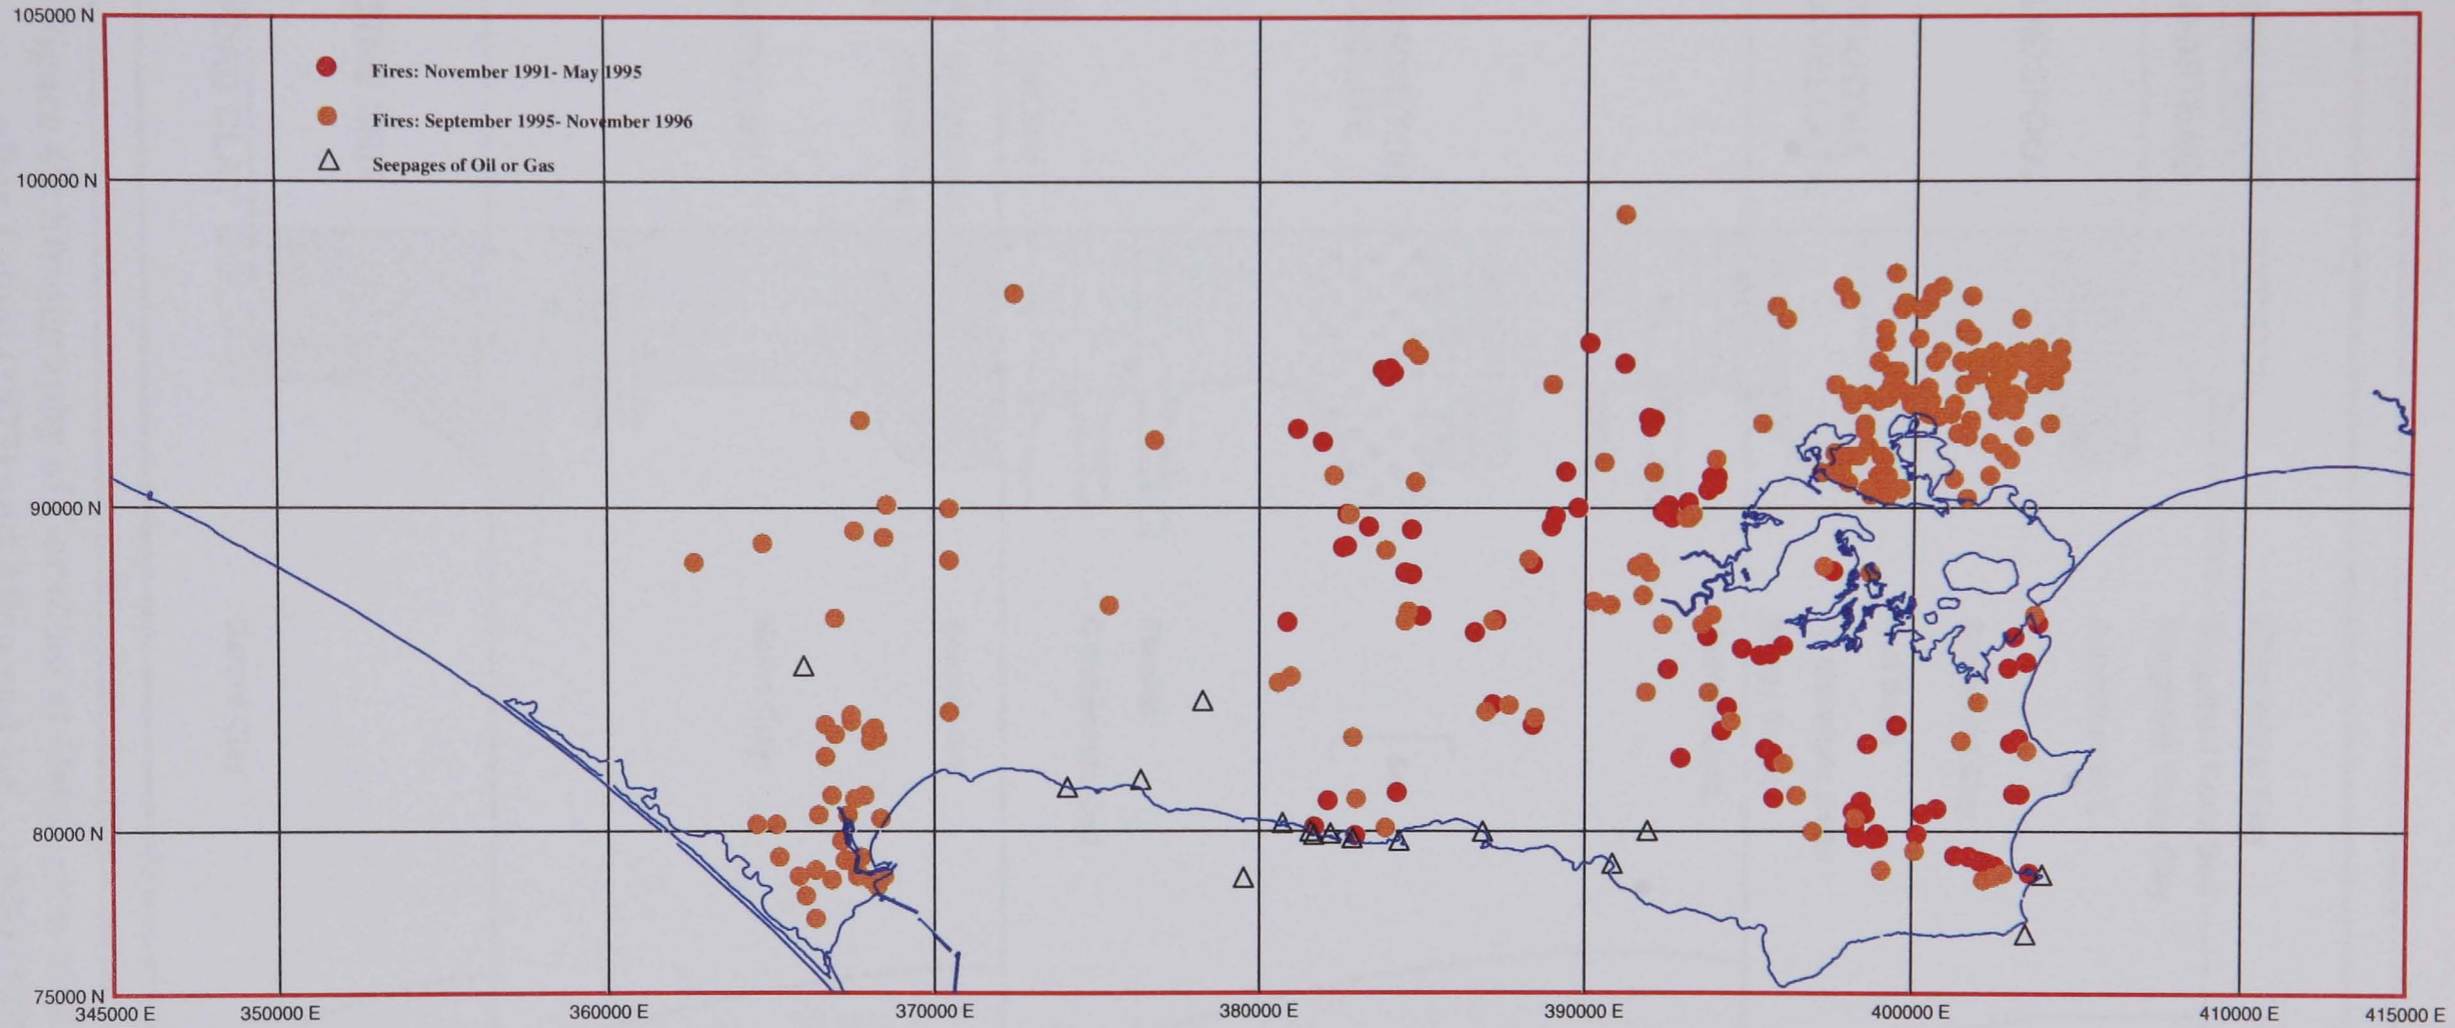 105000 N
Fires: November 1991- May 1995
Fires: September 1995- November 1996
Seepages of Oil or Gas
100000 N
90000 N
80000 N
75000 N
345000 E 350000 E 360000 E 370000 E 380000 E 390000 E 400000 E 410000 E 415000 E